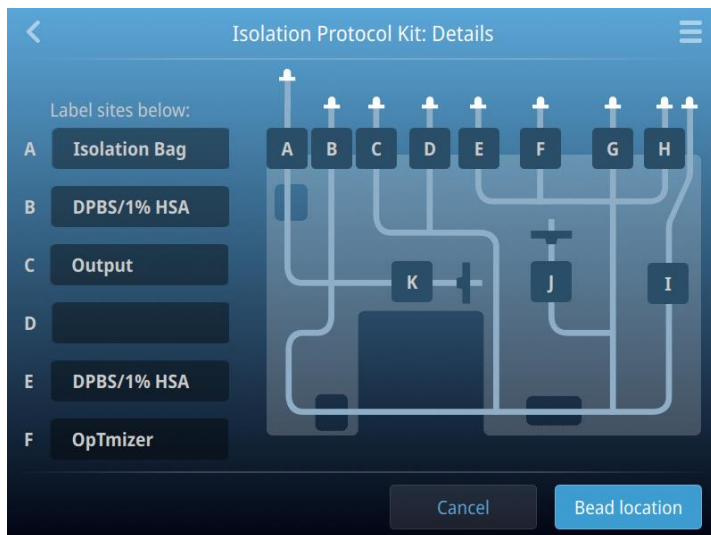 Isolation Protocol Kit: Details
Label sites below:
A Isolation Bag
B DPBS/1% HSA
C Output
D
E DPBS/1% HSA
F OpTmizer
A B C D E F G H
K J I
Cancel Bead location